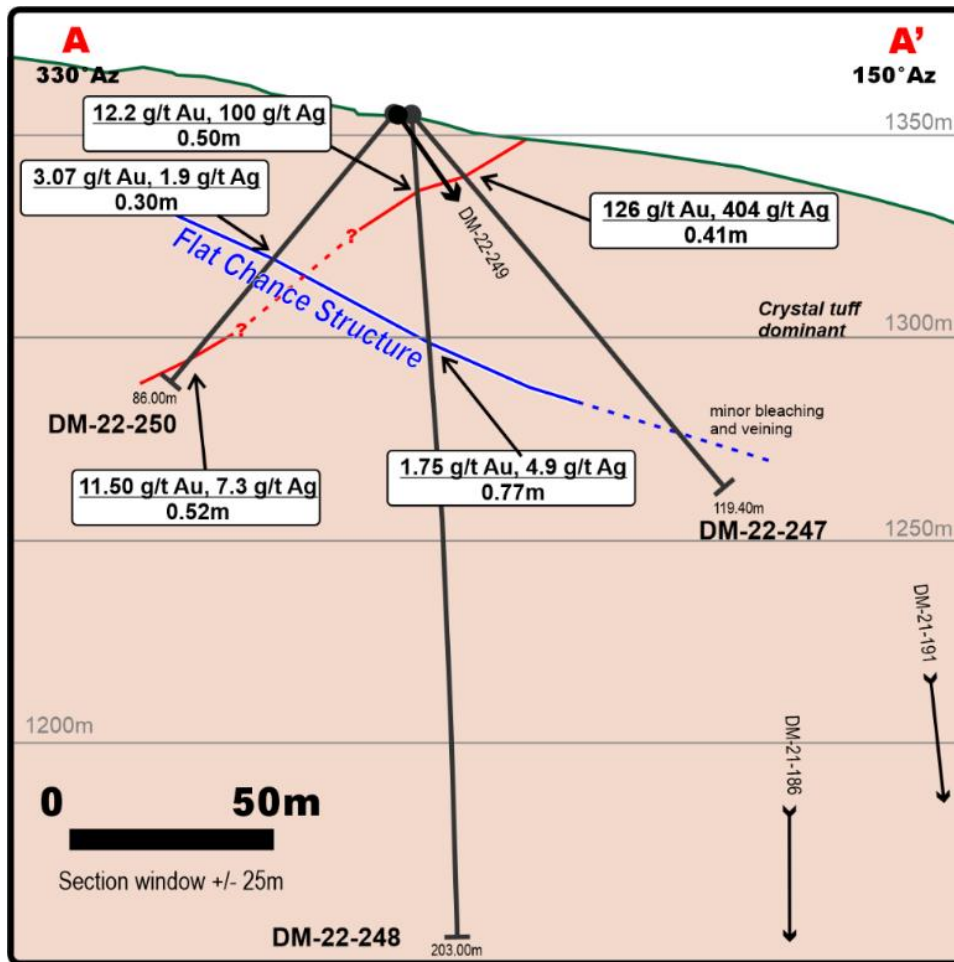 A
330°Az
A'
150°Az
12.2 g/t Au, 100 g/t Ag
0.50m
1350m
3.07 g/t Au, 1.9 g/t Ag
0.30m
126 g/t Au, 404 g/t Ag
0.41m
DM-22-249
?
Flat Chance Structure
Crystal tuff
dominant
1300m
?
86.00m
DM-22-250
minor bleaching
and veining
11.50 g/t Au, 7.3 g/t Ag
0.52m
1.75 g/t Au, 4.9 g/t Ag
0.77m
119.40m
DM-22-247
1250m
DM-21-191
1200m
DM-21-186
0 50m
Section window +/- 25m
DM-22-248
203.00m